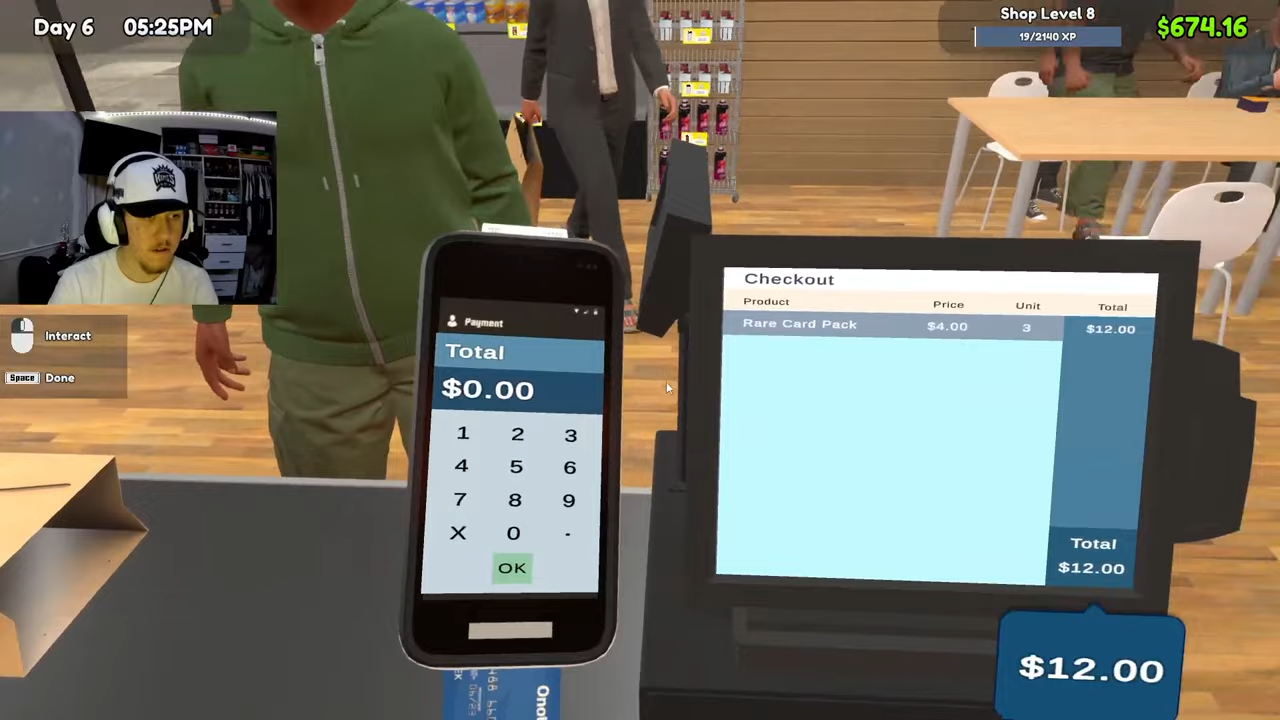 Day 6 05:25PM
Shop Level 8
19/2140 XP
$674.16
Interact
Space Done
Payment
Total
$0.00
1 2 3
4 5 6
7 8 9
X 0 .
OK
Checkout
Product Price Unit Total
Rare Card Pack $4.00 3 $12.00
Total
$12.00
$12.00